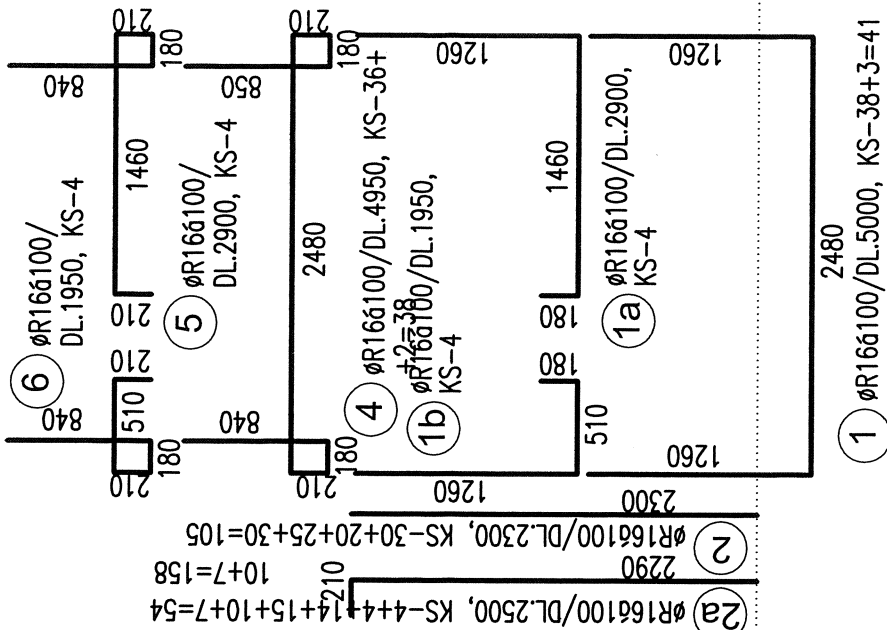 210
210
840
180
850
180
1260
1260
1460
2480
1460
6
øR16á100/
DL.1950, KS-4
5
øR16á100/
DL.2900, KS-4
4
øR16á100/DL.4950, KS-36+
+2=38
1b
øR16á100/DL.1950,
KS-4
1a
øR16á100/DL.2900,
KS-4
2480
1
øR16á100/DL.5000, KS-38+3=41
210
210
180
180
840
510
840
510
210
180
210
180
1260
1260
2300
2
øR16á100/DL.2300, KS-30+20+25+30=105
10+7=158
210
2290
2a
øR16á100/DL.2500, KS-4+4+14+15+10+7=54